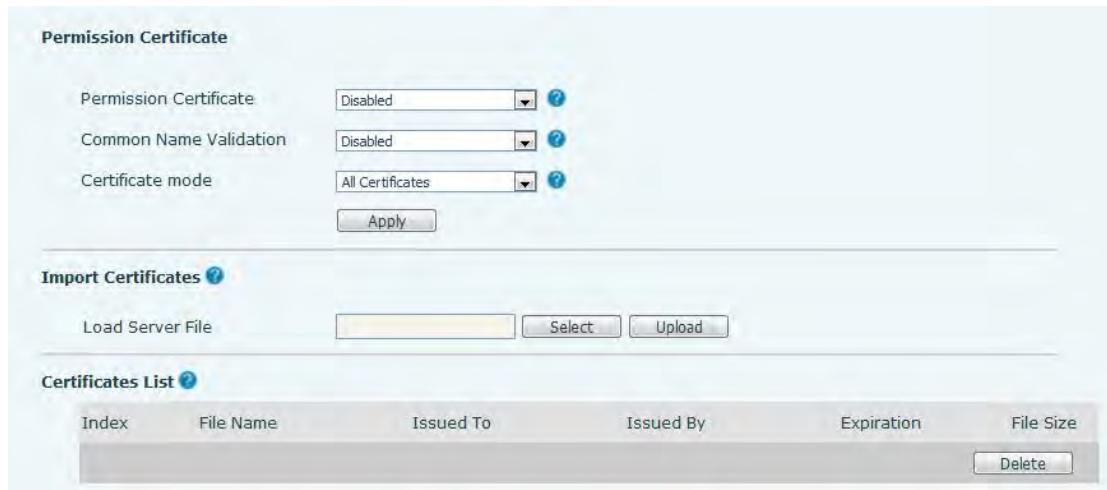 Permission Certificate
Permission Certificate Disabled ?
Common Name Validation Disabled ?
Certificate mode All Certificates ?
Apply
Import Certificates ?
Load Server File Select Upload
Certificates List ?
Index File Name Issued To Issued By Expiration File Size
Delete